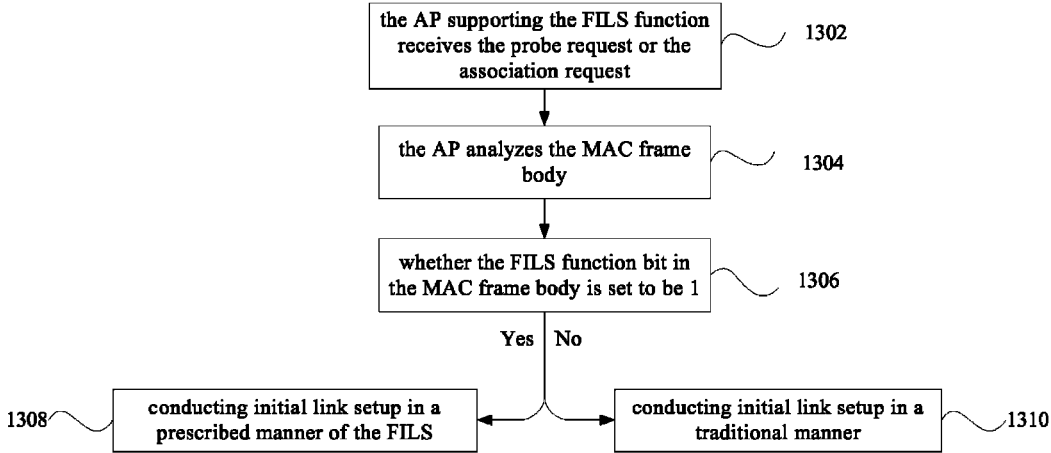 the AP supporting the FILS function
receives the probe request or the
association request
1302
the AP analyzes the MAC frame
body
1304
whether the FILS function bit in
the MAC frame body is set to be 1
1306
Yes
No
1308
conducting initial link setup in a
prescribed manner of the FILS
conducting initial link setup in a
traditional manner
1310